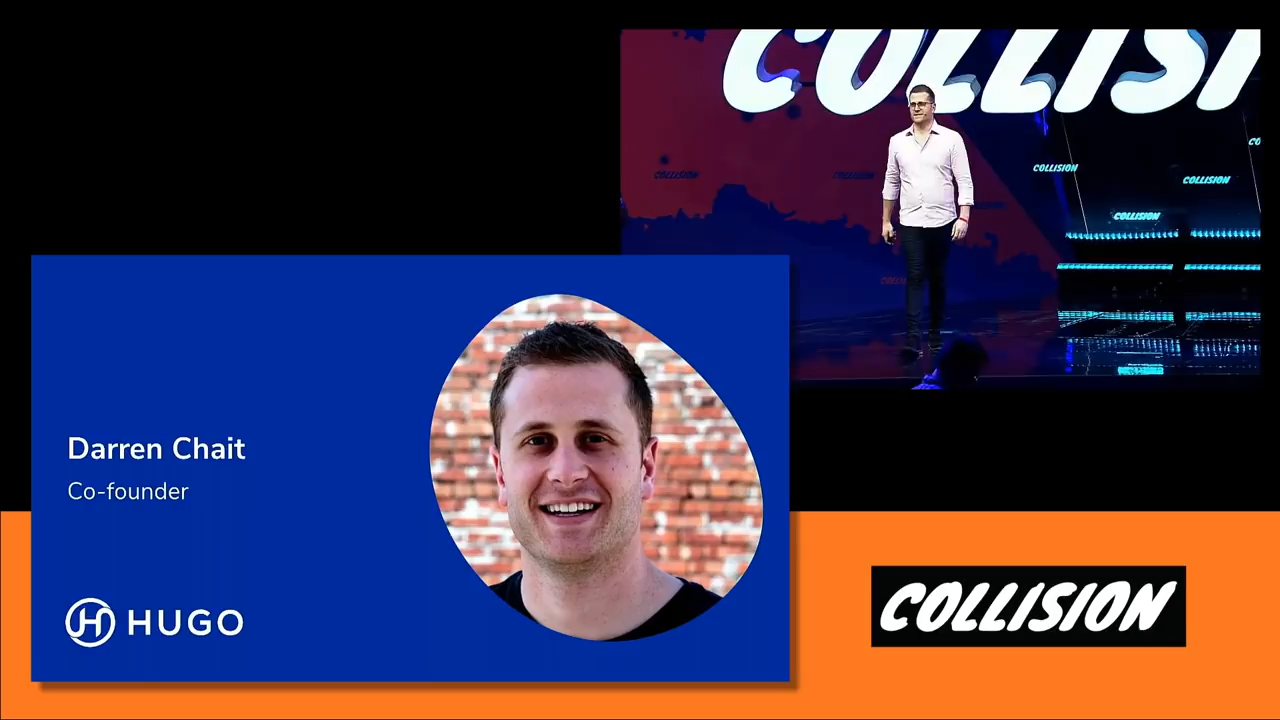 COLLISI
COLLISION
COLLISION
COLLISION
COLLISION
COLLISION
Darren Chait
Co-founder
HUGO
COLLISION